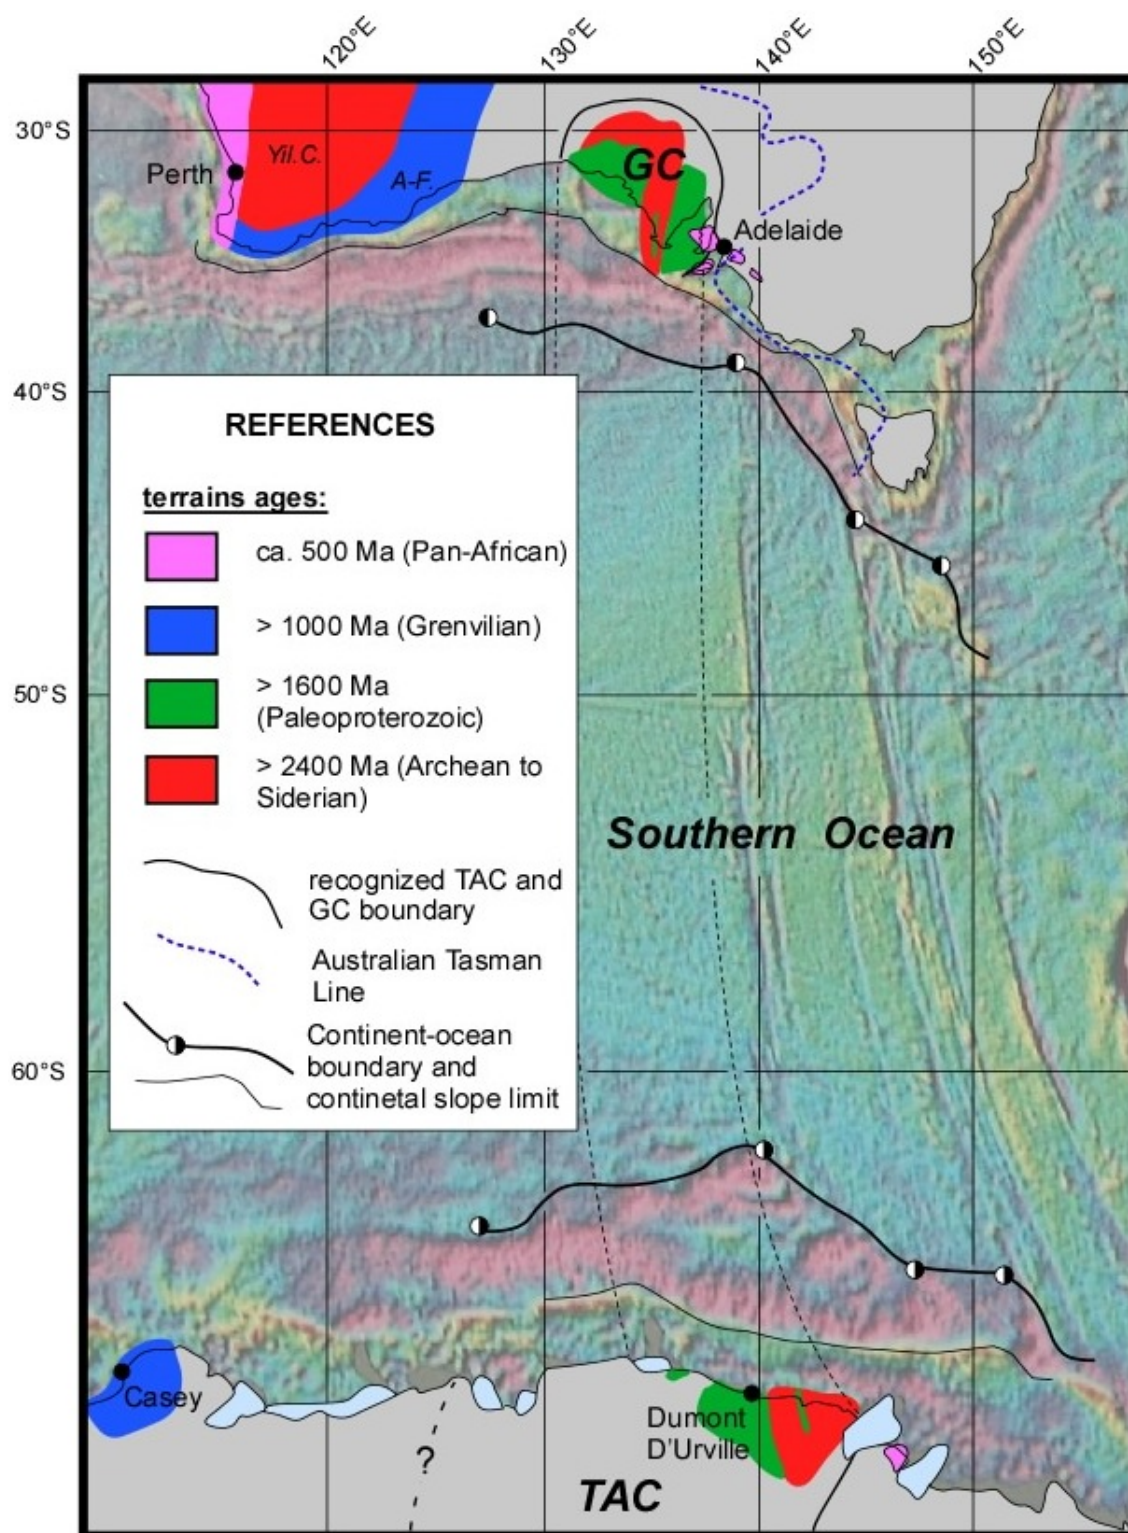 120°E
130°E
140°E
150°E
30°S
Yil.C.
GC
Perth
A-F.
Adelaide
40°S
REFERENCES
terrains ages:
ca. 500 Ma (Pan-African)
> 1000 Ma (Grenvilian)
50°S
> 1600 Ma
(Paleoproterozoic)
> 2400 Ma (Archean to
Siderian)
Southern Ocean
recognized TAC and
GC boundary
Australian Tasman
Line
Continent-ocean
boundary and
continetal slope limit
60°S
Casey
Dumont
D'Urville
?
TAC